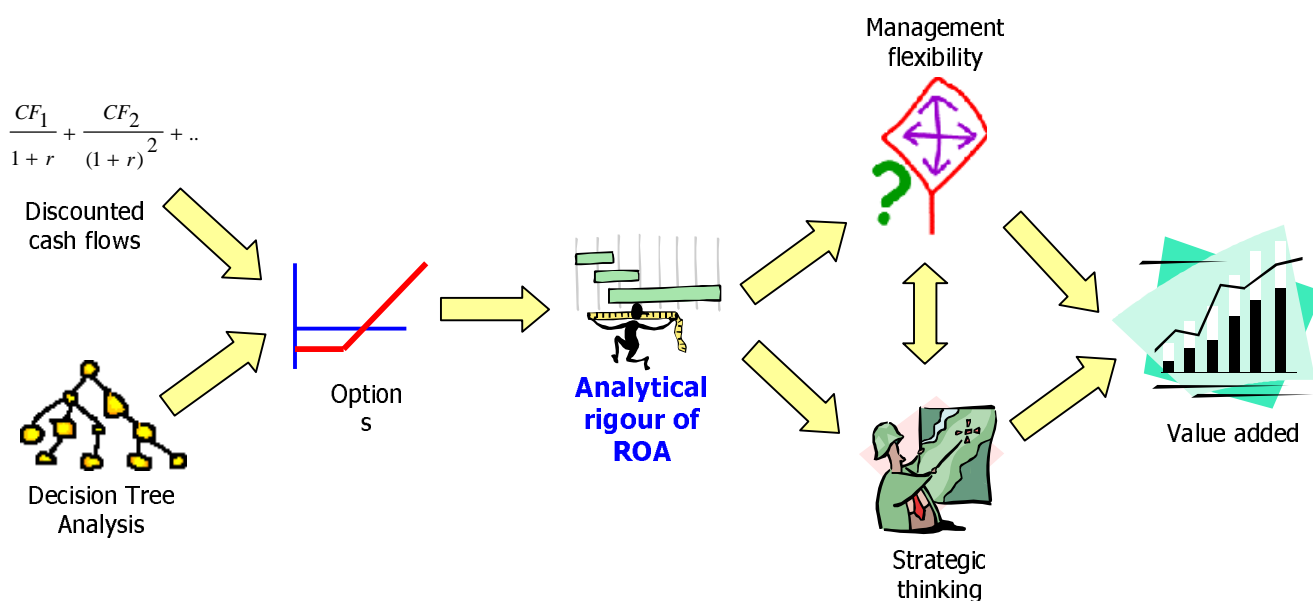 CF1/(1 + r) + CF2/(1 + r)^2 + ..
Discounted
cash flows
Decision Tree
Analysis
Option
s
Analytical
rigour of
ROA
Management
flexibility
?
Strategic
thinking
Value added